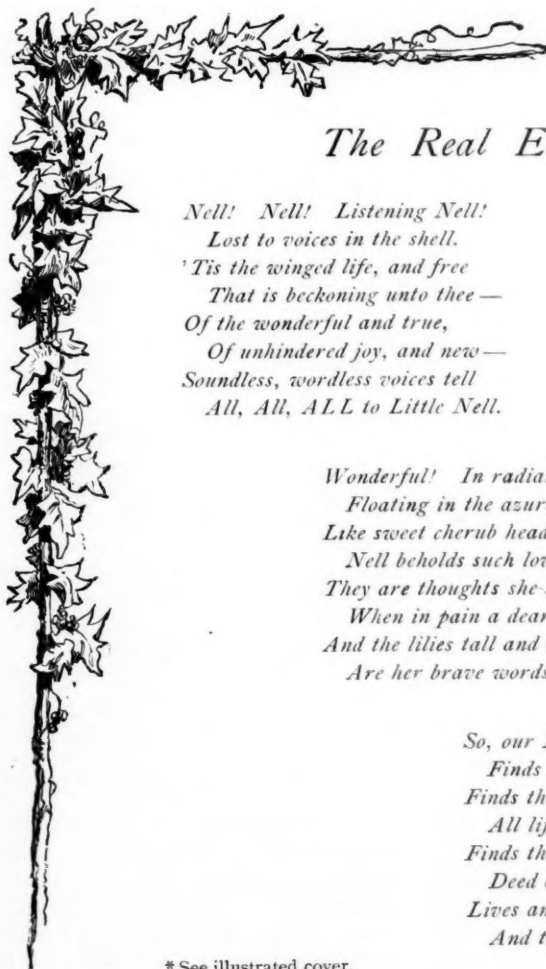 The Real E
Nell! Nell! Listening Nell!
Lost to voices in the shell.
'Tis the winged life, and free
That is beckoning unto thee —
Of the wonderful and true,
Of unhindered joy, and new —
Soundless, wordless voices tell
All, All, ALL to Little Nell.
Wonderful! In radia
Floating in the azur
Like sweet cherub head
Nell beholds such lov
They are thoughts she
When in pain a dear
And the lilies tall and
Are her brave words
So, our
Finds
Finds th
All lif
Finds th
Deed
Lives an
And t
* See illustrated cover.